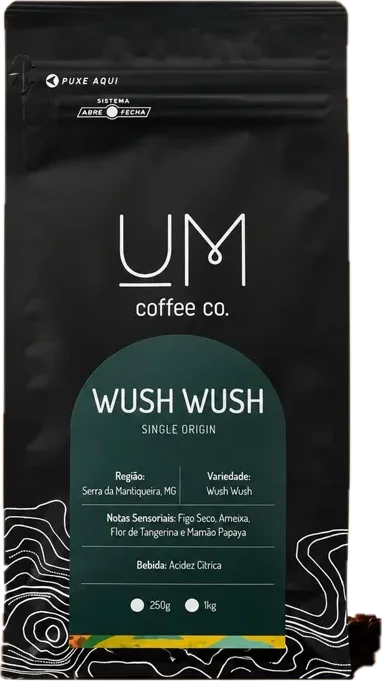 PUXE AQUI
SISTEMA
ABRE FECHA
UM
coffee co.
WUSH WUSH
SINGLE ORIGIN
Região:
Serra da Mantiqueira, MG
Variedade:
Wush Wush
Notas Sensoriais: Figo Seco, Ameixa,
Flor de Tangerina e Mamão Papaya
Bebida: Acidez Cítrica
250g 1kg